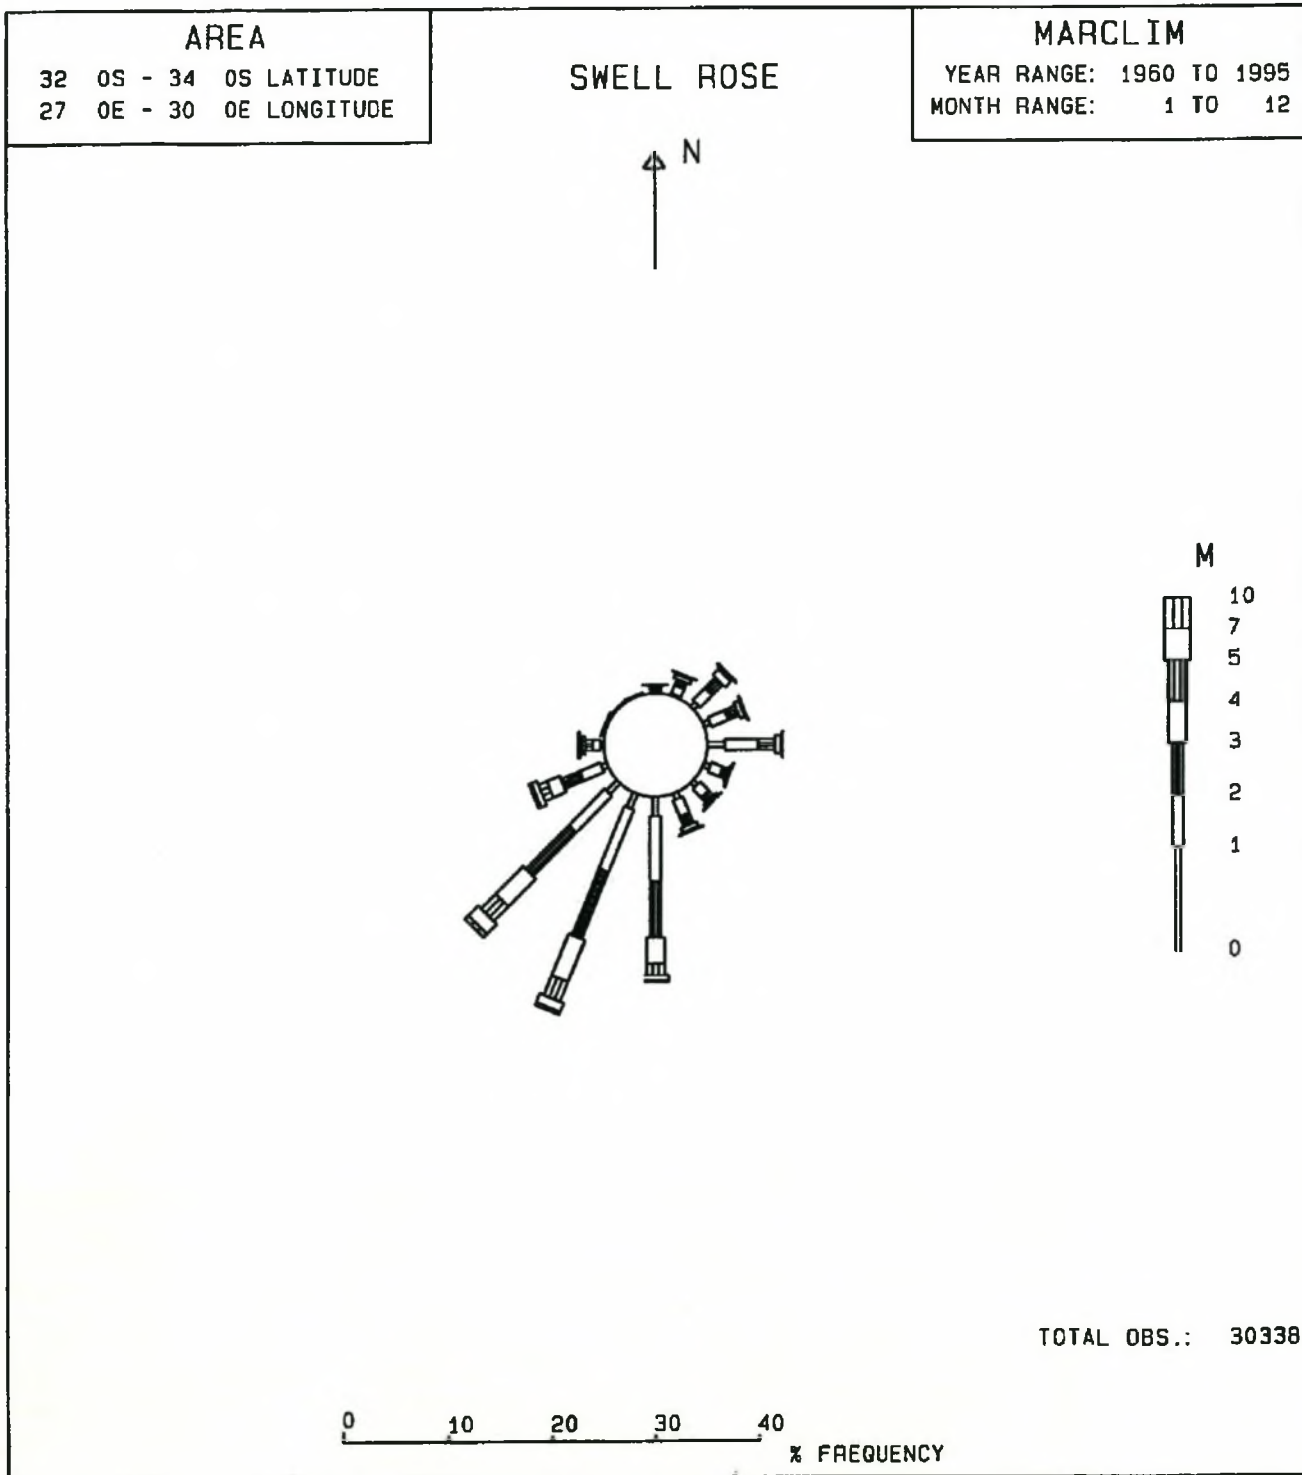 AREA
32 0S - 34 0S LATITUDE
27 0E - 30 0E LONGITUDE
SWELL ROSE
MARCLIM
YEAR RANGE: 1960 TO 1995
MONTH RANGE: 1 TO 12
N
M
10
7
5
4
3
2
1
0
TOTAL OBS.: 30338
0 10 20 30 40
% FREQUENCY